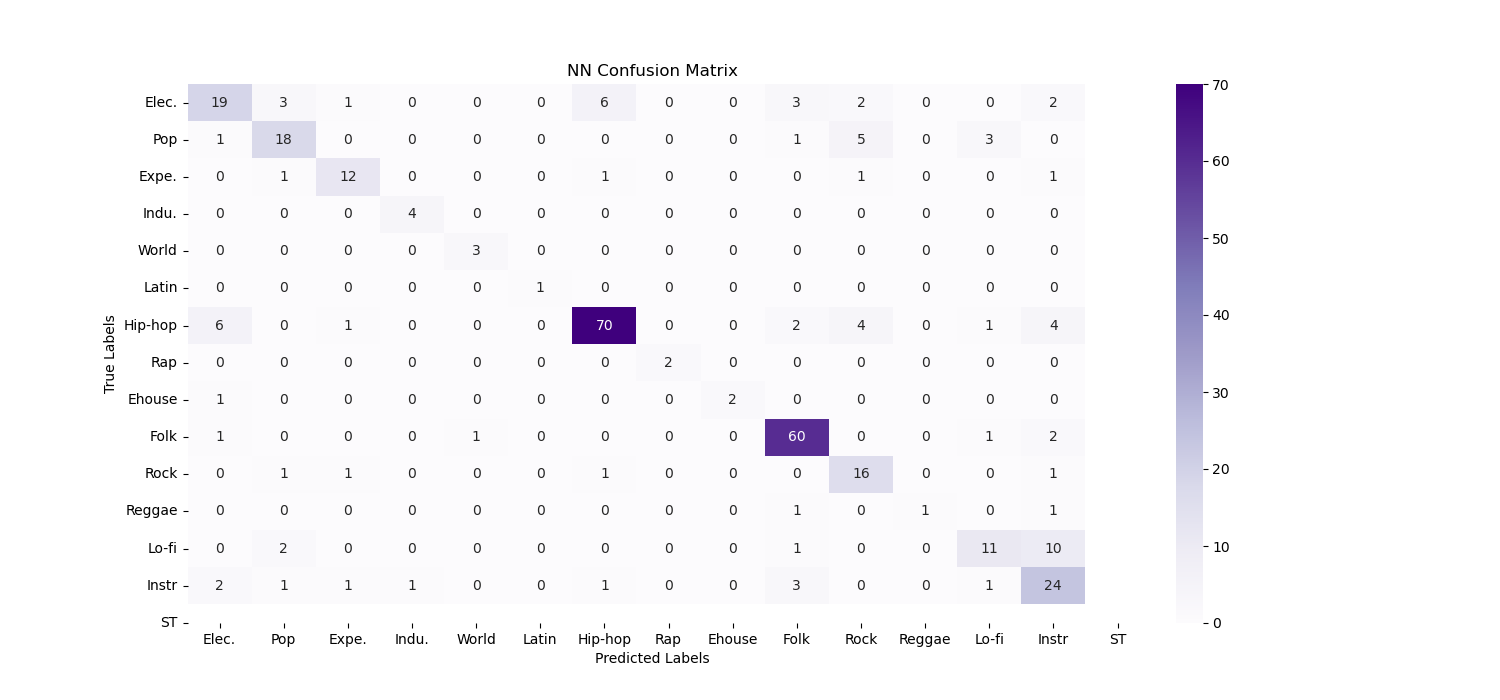 NN Confusion Matrix
Elec. 19 3 1 0 0 0 6 0 0 3 2 0 0 2
Pop 1 18 0 0 0 0 0 0 0 1 5 0 3 0
Expe. 0 1 12 0 0 0 1 0 0 0 1 0 0 1
Indu. 0 0 0 4 0 0 0 0 0 0 0 0 0 0
World 0 0 0 0 3 0 0 0 0 0 0 0 0 0
Latin 0 0 0 0 0 1 0 0 0 0 0 0 0 0
Hip-hop 6 0 1 0 0 0 70 0 0 2 4 0 1 4
Rap 0 0 0 0 0 0 0 2 0 0 0 0 0 0
Ehouse 1 0 0 0 0 0 0 0 2 0 0 0 0 0
Folk 1 0 0 0 1 0 0 0 0 60 0 0 1 2
Rock 0 1 1 0 0 0 1 0 0 0 16 0 0 1
Reggae 0 0 0 0 0 0 0 0 0 1 0 1 0 1
Lo-fi 0 2 0 0 0 0 0 0 0 1 0 0 11 10
Instr 2 1 1 1 0 0 1 0 0 3 0 0 1 24
ST
Elec. Pop Expe. Indu. World Latin Hip-hop Rap Ehouse Folk Rock Reggae Lo-fi Instr ST
Predicted Labels
True Labels
70
60
50
40
30
20
10
0